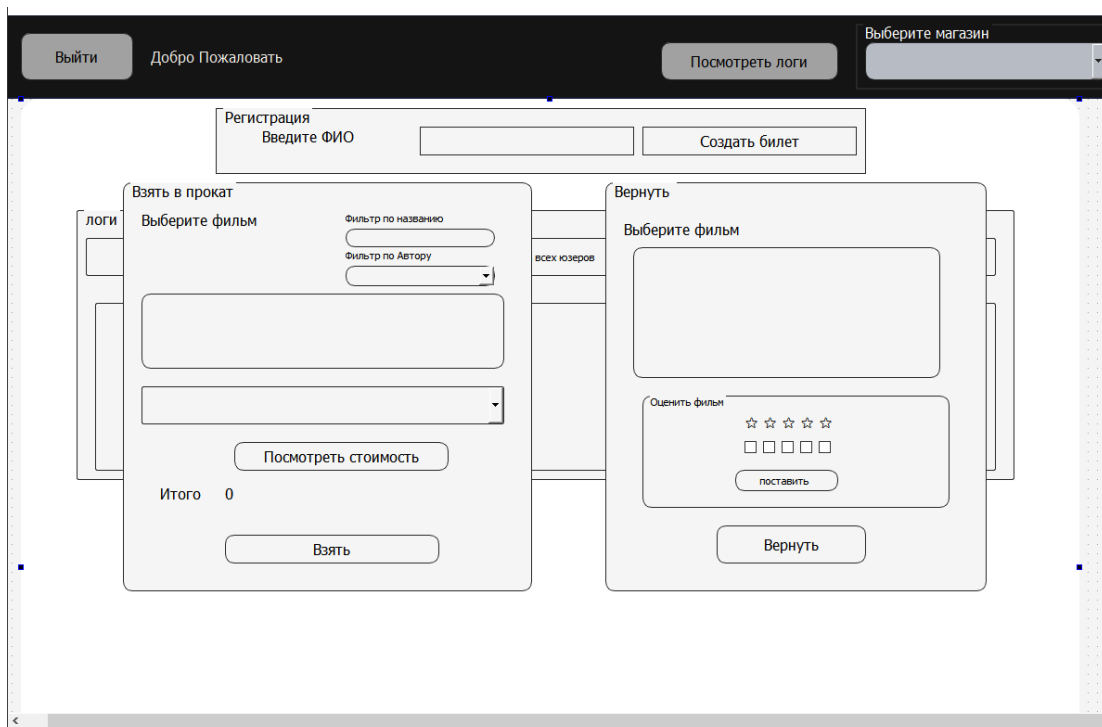 Выйти
Добро Пожаловать
Посмотреть логи
Выберите магазин
Регистрация
Введите ФИО
Создать билет
Взять в прокат
Выберите фильм
Фильтр по названию
Фильтр по Автору
Посмотреть стоимость
Итого 0
Взять
логи
всех юзеров
Вернуть
Выберите фильм
Оценить фильм
☆ ☆ ☆ ☆ ☆
поставить
Вернуть